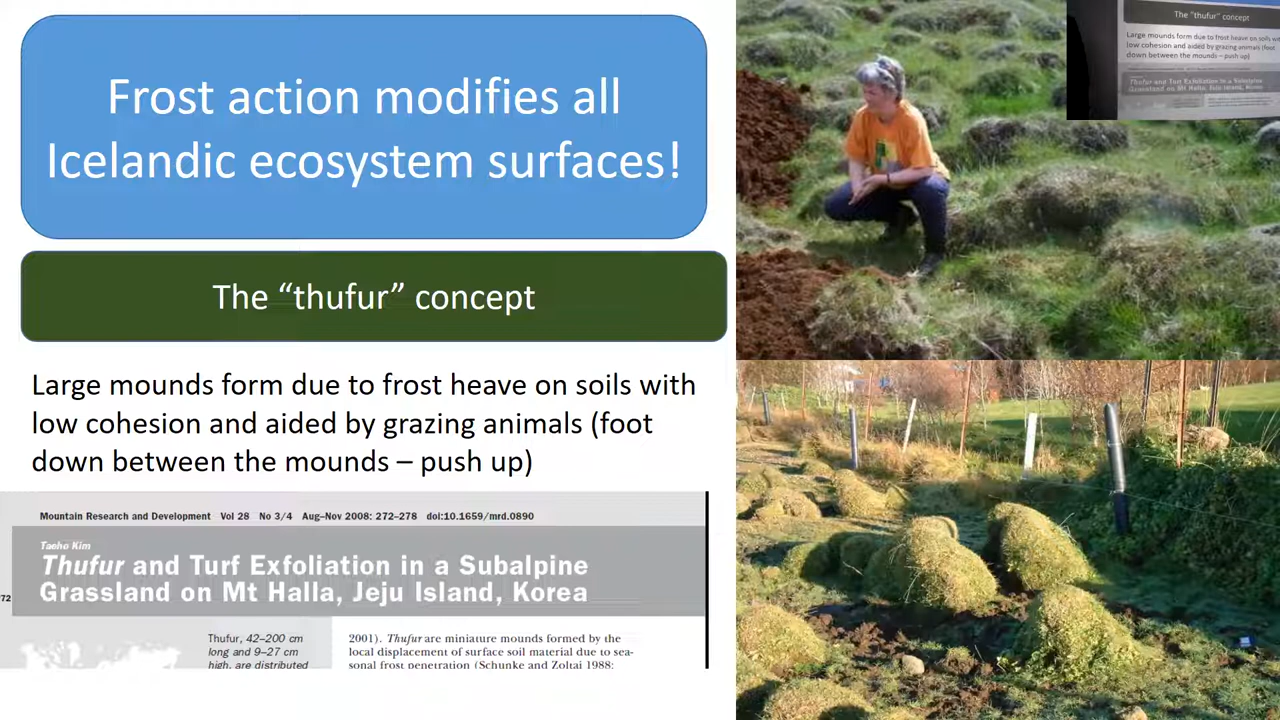 Frost action modifies all
Icelandic ecosystem surfaces!
The “thufur” concept
Large mounds form due to frost heave on soils with
low cohesion and aided by grazing animals (foot
down between the mounds – push up)
Mountain Research and Development Vol 28 No 3/4 Aug–Nov 2008: 272–278 doi:10.1659/mrd.0890
Taeho Kim
Thufur and Turf Exfoliation in a Subalpine
Grassland on Mt Halla, Jeju Island, Korea
72
Thufur, 42–200 cm
long and 9–27 cm
high, are distributed
2001). Thufur are miniature mounds formed by the
local displacement of surface soil material due to sea-
sonal frost penetration (Schunke and Zoltai 1988;
The “thufur” concept
Large mounds form due to frost heave on soils wit
low cohesion and aided by grazing animals (foot
down between the mounds – push up)
Thufur and Turf Exfoliation in a Subalpine
Grassland on Mt Halla, Jeju Island, Korea